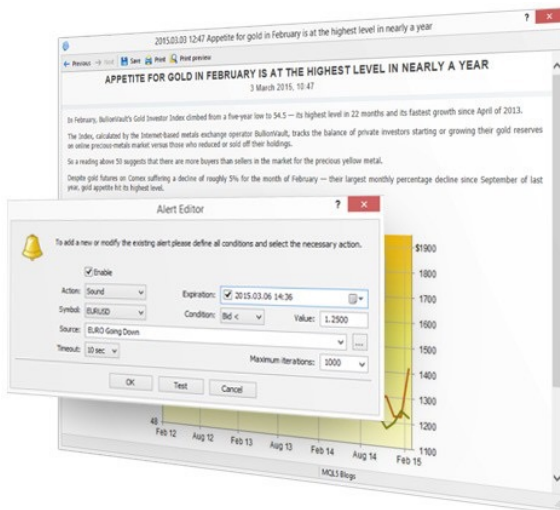 2015.03.03 12:47 Appetite for gold in February is at the highest level in nearly a year
Previous Next Save Print Print preview
APPETITE FOR GOLD IN FEBRUARY IS AT THE HIGHEST LEVEL IN NEARLY A YEAR
3 March 2015, 10:47
In February, BullionVault's Gold Investor Index climbed from a five-year low to 54.5 — its highest level in 22 months and its fastest growth since April of 2013.
The Index, calculated by the Internet-based metals exchange operator BullionVault, tracks the balance of private investors starting or growing their gold reserves
on online precious-metals market versus those who reduced or sold off their holdings.
So a reading above 50 suggests that there are more buyers than sellers in the market for the precious yellow metal.
Despite gold futures on Comex suffering a decline of roughly 5% for the month of February — their largest monthly percentage decline since September of last
year, gold appetite hit its highest level.
Alert Editor
To add a new or modify the existing alert please define all conditions and select the necessary action.
Enable
Action: Sound Expiration: 2015.03.06 14:36
Symbol: EURUSD Condition: Bid < Value: 1.2500
Source: EURO Going Down ...
Timeout: 10 sec Maximum iterations: 1000
OK Test Cancel
$1900
1800
1700
1600
1500
1400
1300
1200
1100
48
Feb 12 Aug 12 Feb 13 Aug 13 Feb 14 Aug 14 Feb 15
MQL5 Blogs